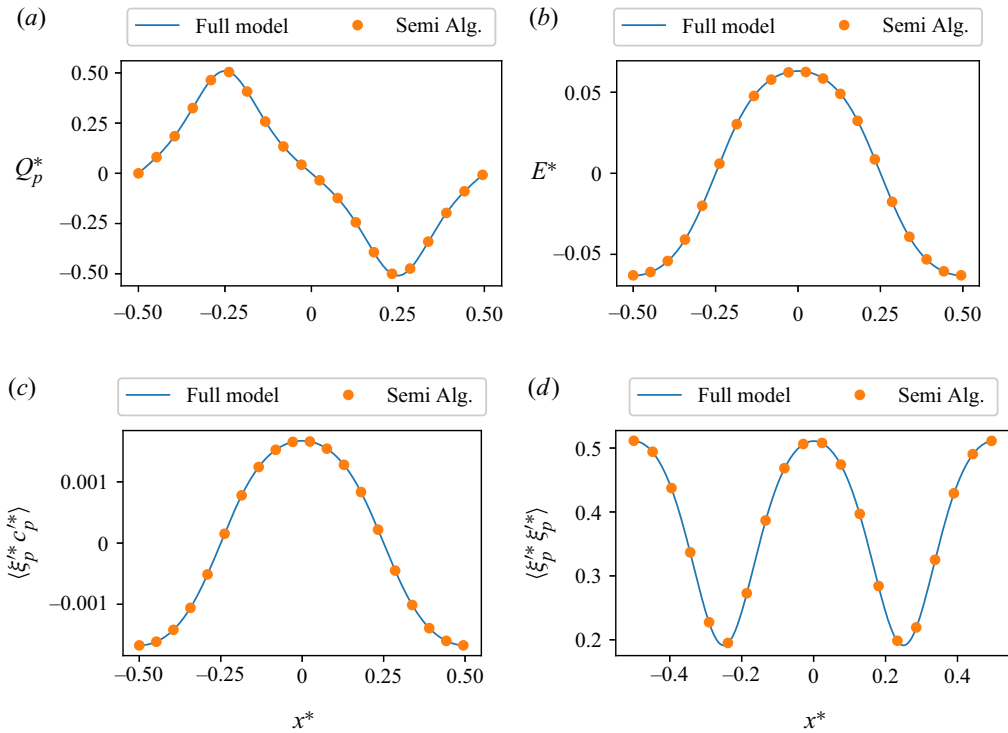 (a)
Full model
Semi Alg.
0.50
0.25
0
−0.25
−0.50
Q*p
−0.50
−0.25
0
0.25
0.50
(b)
Full model
Semi Alg.
0.05
0
−0.05
E*
−0.50
−0.25
0
0.25
0.50
(c)
Full model
Semi Alg.
0.001
0
−0.001
⟨ξ′*p c′*p⟩
−0.50
−0.25
0
0.25
0.50
x*
(d)
Full model
Semi Alg.
0.5
0.4
0.3
0.2
⟨ξ′*p ξ′*p⟩
−0.4
−0.2
0
0.2
0.4
x*